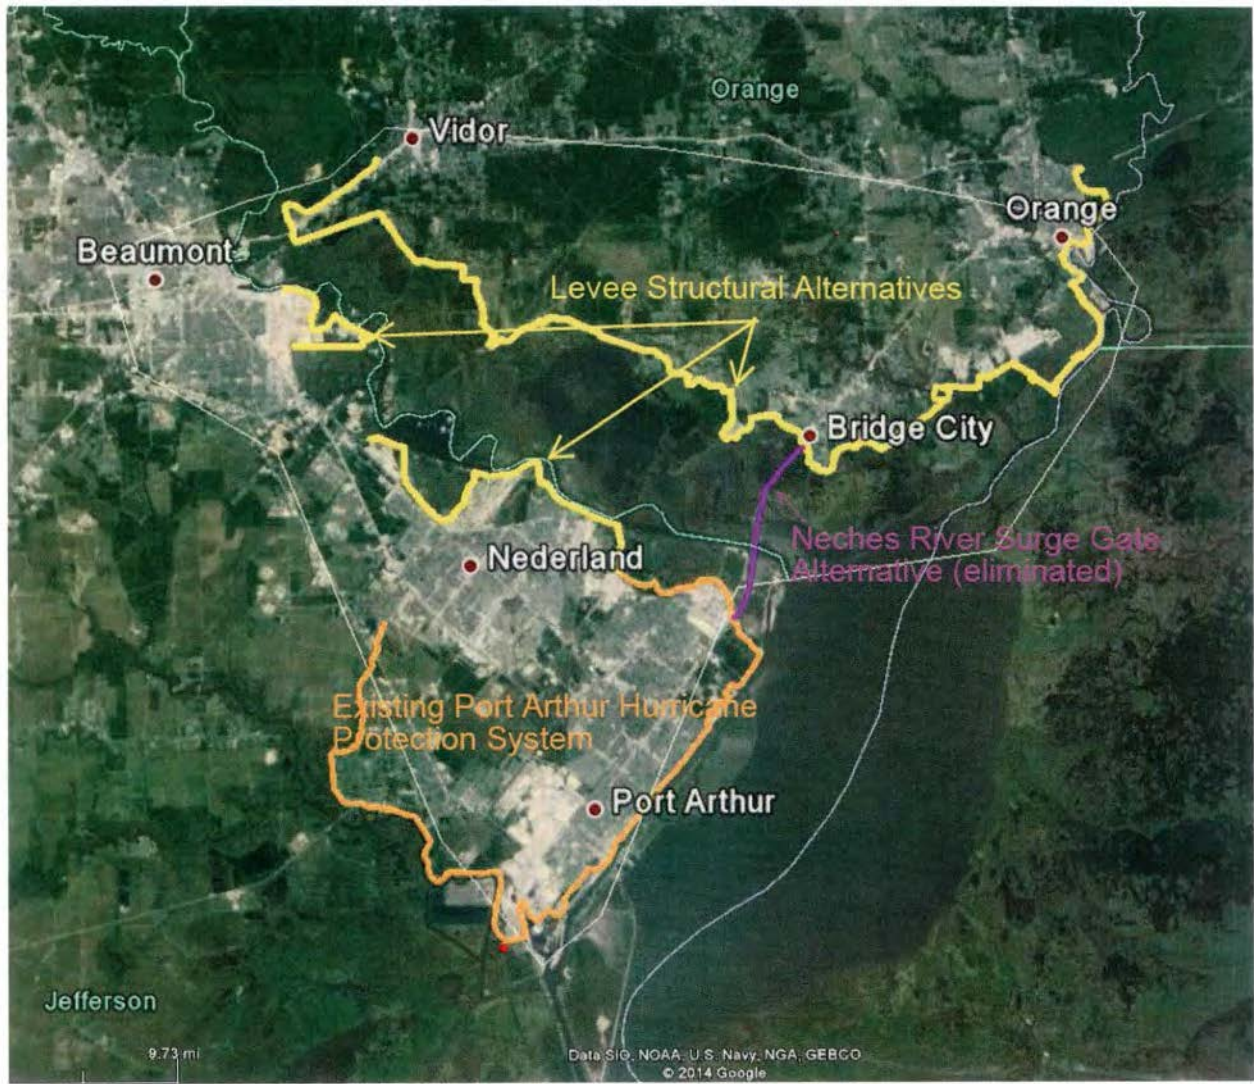 Orange
Vidor
Orange
Beaumont
Levee Structural Alternatives
Bridge City
Neches River Surge Gate
Alternative (eliminated)
Nederland
Existing Port Arthur Hurricane
Protection System
Port Arthur
Jefferson
9.73 mi
Data SIO, NOAA, U.S. Navy, NGA, GEBCO
© 2014 Google